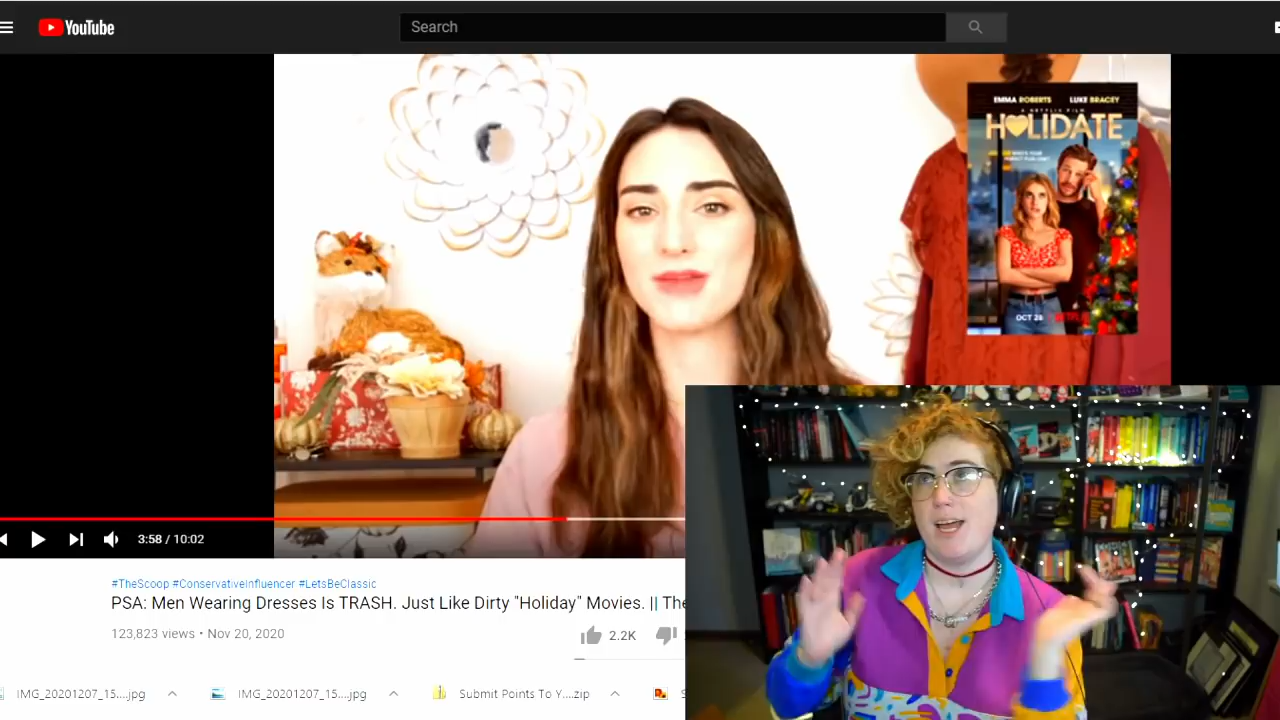 YouTube
Search
EMMA ROBERTS LUKE BRACEY
A NETFLIX FILM
HOLIDATE
OCT 28
3:58 / 10:02
#TheScoop #ConservativeInfluencer #LetsBeClassic
PSA: Men Wearing Dresses Is TRASH. Just Like Dirty "Holiday" Movies. || The
123,823 views • Nov 20, 2020
2.2K
IMG_20201207_15....jpg
IMG_20201207_15....jpg
Submit Points To Y....zip